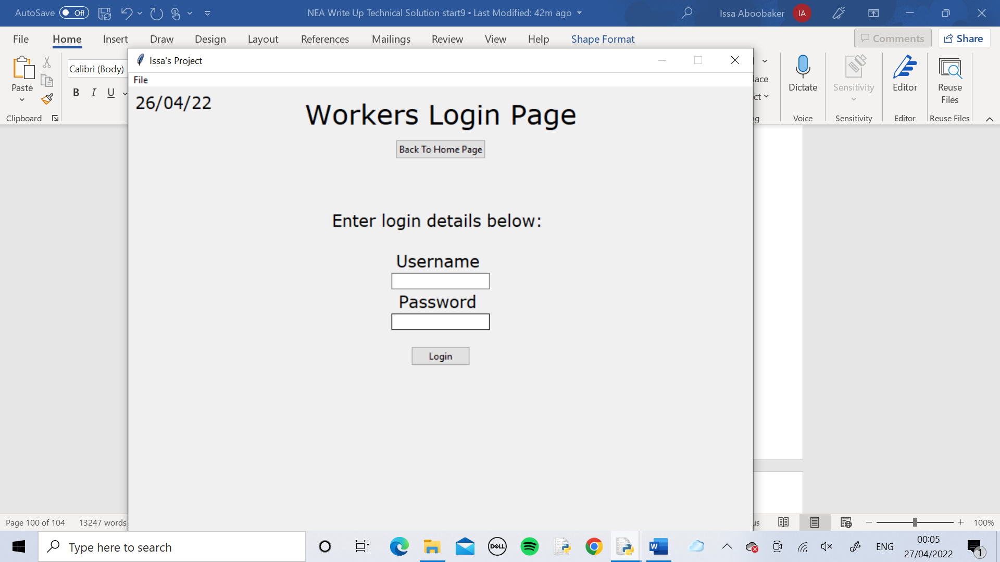 AutoSave Off
NEA Write Up Technical Solution start9 • Last Modified: 42m ago
Issa Aboobaker IA
File Home Insert Draw Design Layout References Mailings Review View Help Shape Format
Comments Share
Paste
Calibri (Body)
B I U
Clipboard
Dictate
Voice
Sensitivity
Sensitivity
Editor
Editor
Reuse
Files
Reuse Files
Issa's Project
File
26/04/22
Workers Login Page
Back To Home Page
Enter login details below:
Username
Password
Login
Page 100 of 104 13247 words
100%
Type here to search
DELL
W
ENG
00:05
27/04/2022
1